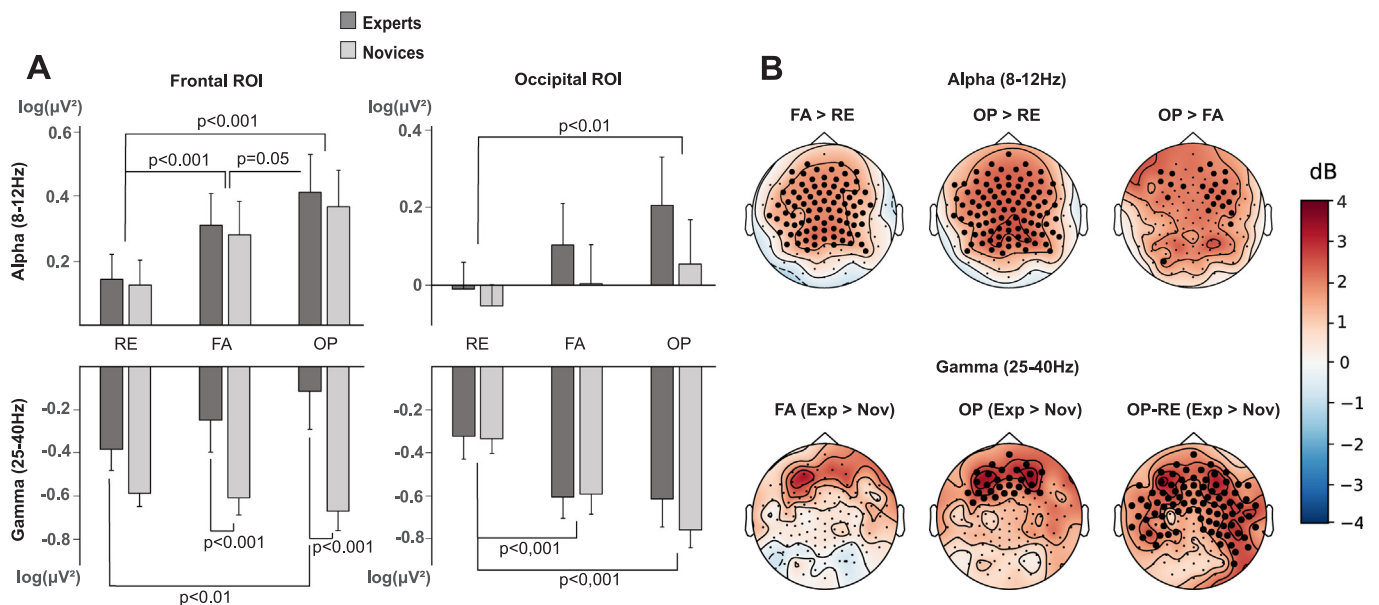 Experts
Novices
A
Frontal ROI
Occipital ROI
log(µV²)
log(µV²)
Alpha (8-12Hz)
0.6
0.4
0.2
p<0.001
p<0.001
p=0.05
0.4
0.2
0
p<0.01
RE
FA
OP
RE
FA
OP
Gamma (25-40Hz)
-0.2
-0.4
-0.6
-0.8
log(µV²)
p<0.001
p<0.001
p<0.01
-0.2
-0.4
-0.6
-0.8
log(µV²)
p<0,001
p<0,001
B
Alpha (8-12Hz)
FA > RE
OP > RE
OP > FA
Gamma (25-40Hz)
FA (Exp > Nov)
OP (Exp > Nov)
OP-RE (Exp > Nov)
dB
4
3
2
1
0
−1
−2
−3
−4